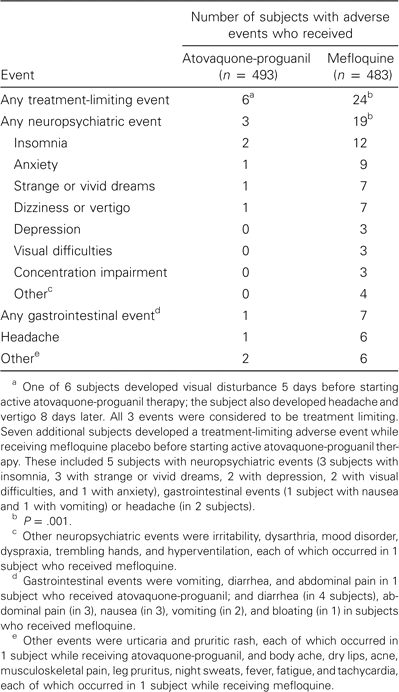 Number of subjects with adverse
events who received
Atovaquone-proguanil Mefloquine
Event (n = 493) (n = 483)
Any treatment-limiting event 6a 24b
Any neuropsychiatric event 3 19b
Insomnia 2 12
Anxiety 1 9
Strange or vivid dreams 1 7
Dizziness or vertigo 1 7
Depression 0 3
Visual difficulties 0 3
Concentration impairment 0 3
Otherc 0 4
Any gastrointestinal eventd 1 7
Headache 1 6
Othere 2 6
a One of 6 subjects developed visual disturbance 5 days before starting
active atovaquone-proguanil therapy; the subject also developed headache and
vertigo 8 days later. All 3 events were considered to be treatment limiting.
Seven additional subjects developed a treatment-limiting adverse event while
receiving mefloquine placebo before starting active atovaquone-proguanil ther-
apy. These included 5 subjects with neuropsychiatric events (3 subjects with
insomnia, 3 with strange or vivid dreams, 2 with depression, 2 with visual
difficulties, and 1 with anxiety), gastrointestinal events (1 subject with nausea
and 1 with vomiting) or headache (in 2 subjects).
b P = .001.
c Other neuropsychiatric events were irritability, dysarthria, mood disorder,
dyspraxia, trembling hands, and hyperventilation, each of which occurred in 1
subject who received mefloquine.
d Gastrointestinal events were vomiting, diarrhea, and abdominal pain in 1
subject who received atovaquone-proguanil; and diarrhea (in 4 subjects), ab-
dominal pain (in 3), nausea (in 3), vomiting (in 2), and bloating (in 1) in subjects
who received mefloquine.
e Other events were urticaria and pruritic rash, each of which occurred in
1 subject while receiving atovaquone-proguanil, and body ache, dry lips, acne,
musculoskeletal pain, leg pruritus, night sweats, fever, fatigue, and tachycardia,
each of which occurred in 1 subject while receiving mefloquine.